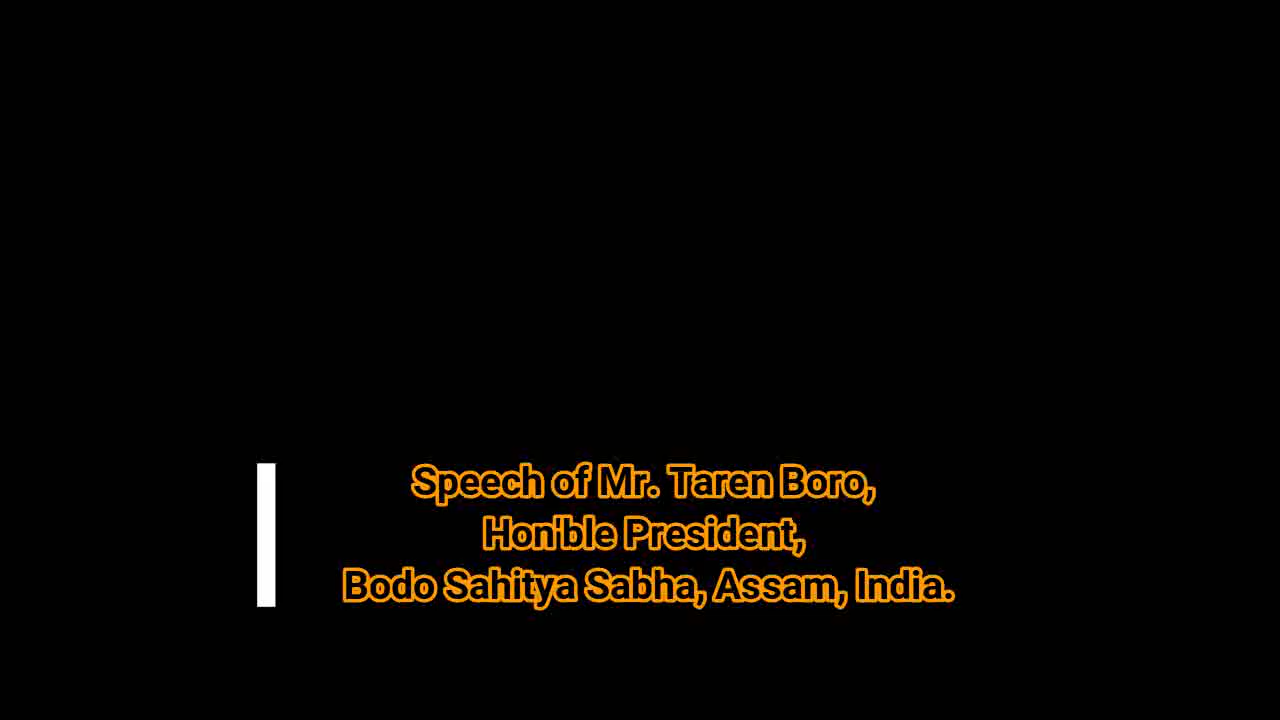 Speech of Mr. Taren Boro,
Hon'ble President,
Bodo Sahitya Sabha, Assam, India.